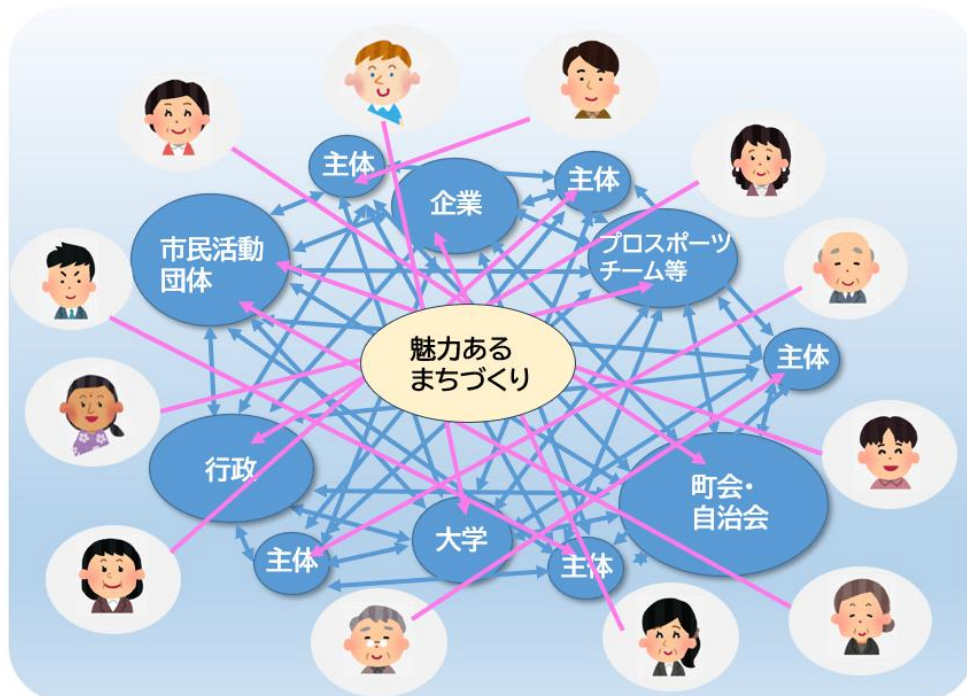 主体
企業
主体
市民活動
団体
プロスポーツ
チーム等
魅力ある
まちづくり
主体
行政
町会・
自治会
大学
主体
主体